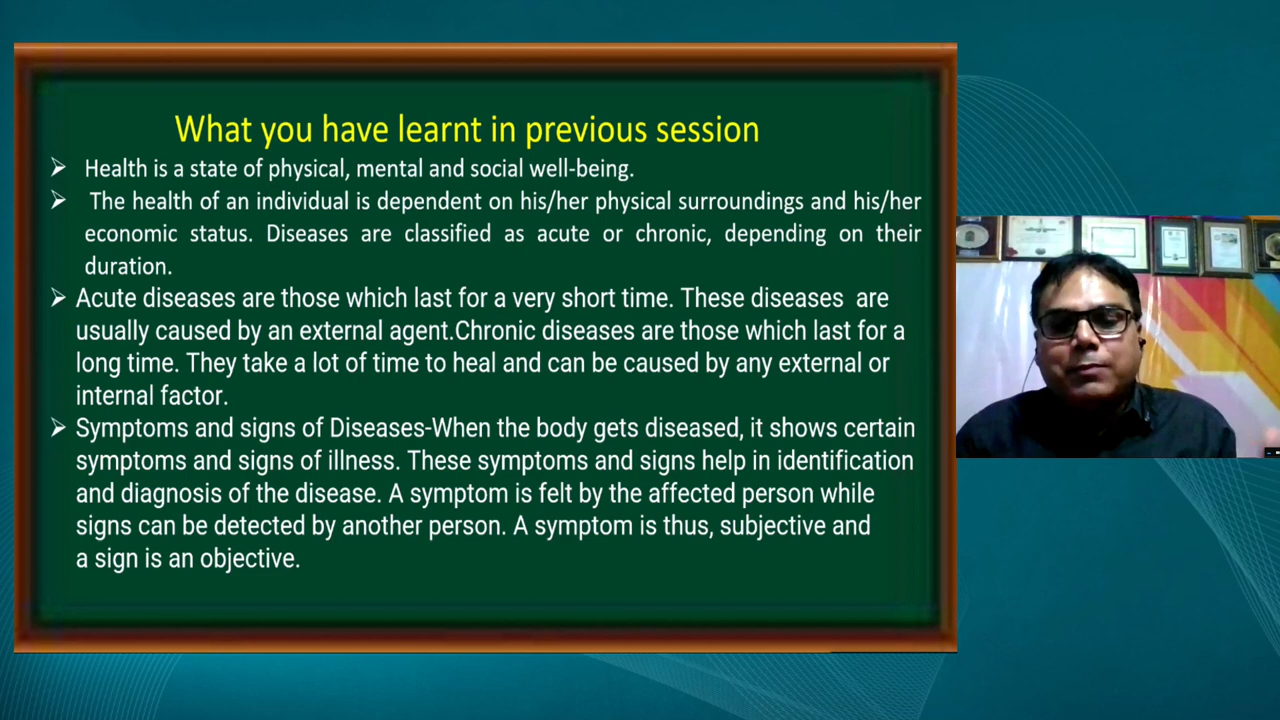 What you have learnt in previous session
➢ Health is a state of physical, mental and social well-being.
➢ The health of an individual is dependent on his/her physical surroundings and his/her
economic status. Diseases are classified as acute or chronic, depending on their
duration.
➢ Acute diseases are those which last for a very short time. These diseases are
usually caused by an external agent.Chronic diseases are those which last for a
long time. They take a lot of time to heal and can be caused by any external or
internal factor.
➢ Symptoms and signs of Diseases-When the body gets diseased, it shows certain
symptoms and signs of illness. These symptoms and signs help in identification
and diagnosis of the disease. A symptom is felt by the affected person while
signs can be detected by another person. A symptom is thus, subjective and
a sign is an objective.